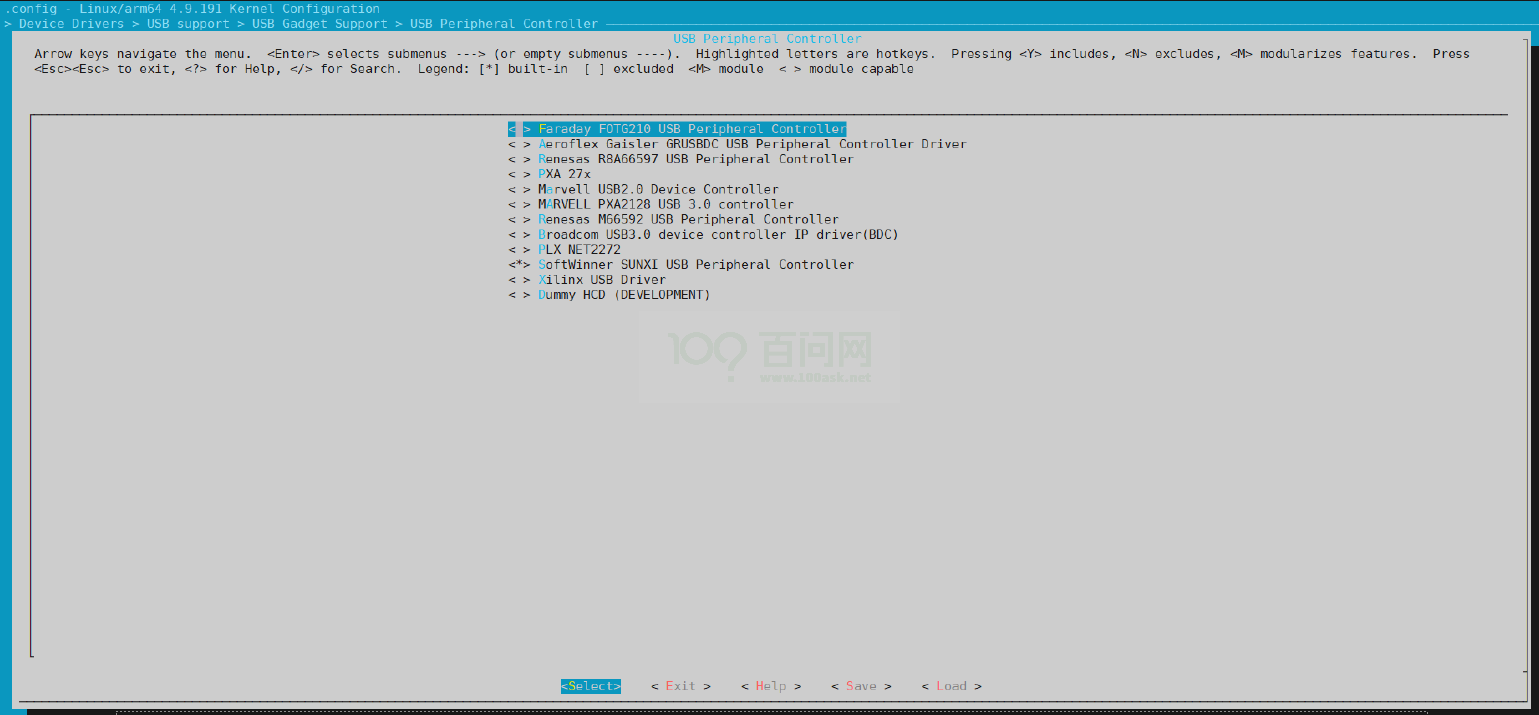 .config - Linux/arm64 4.9.191 Kernel Configuration
> Device Drivers > USB support > USB Gadget Support > USB Peripheral Controller
USB Peripheral Controller
Arrow keys navigate the menu.  <Enter> selects submenus ---> (or empty submenus ----).  Highlighted letters are hotkeys.  Pressing <Y> includes, <N> excludes, <M> modularizes features.  Press
<Esc><Esc> to exit, <?> for Help, </> for Search.  Legend: [*] built-in  [ ] excluded  <M> module  < > module capable
< > Faraday FOTG210 USB Peripheral Controller
< > Aeroflex Gaisler GRUSBDC USB Peripheral Controller Driver
< > Renesas R8A66597 USB Peripheral Controller
< > PXA 27x
< > Marvell USB2.0 Device Controller
< > MARVELL PXA2128 USB 3.0 controller
< > Renesas M66592 USB Peripheral Controller
< > Broadcom USB3.0 device controller IP driver(BDC)
< > PLX NET2272
<*> SoftWinner SUNXI USB Peripheral Controller
< > Xilinx USB Driver
< > Dummy HCD (DEVELOPMENT)
100? 百问网
www.100ask.net
<Select>    < Exit >    < Help >    < Save >    < Load >